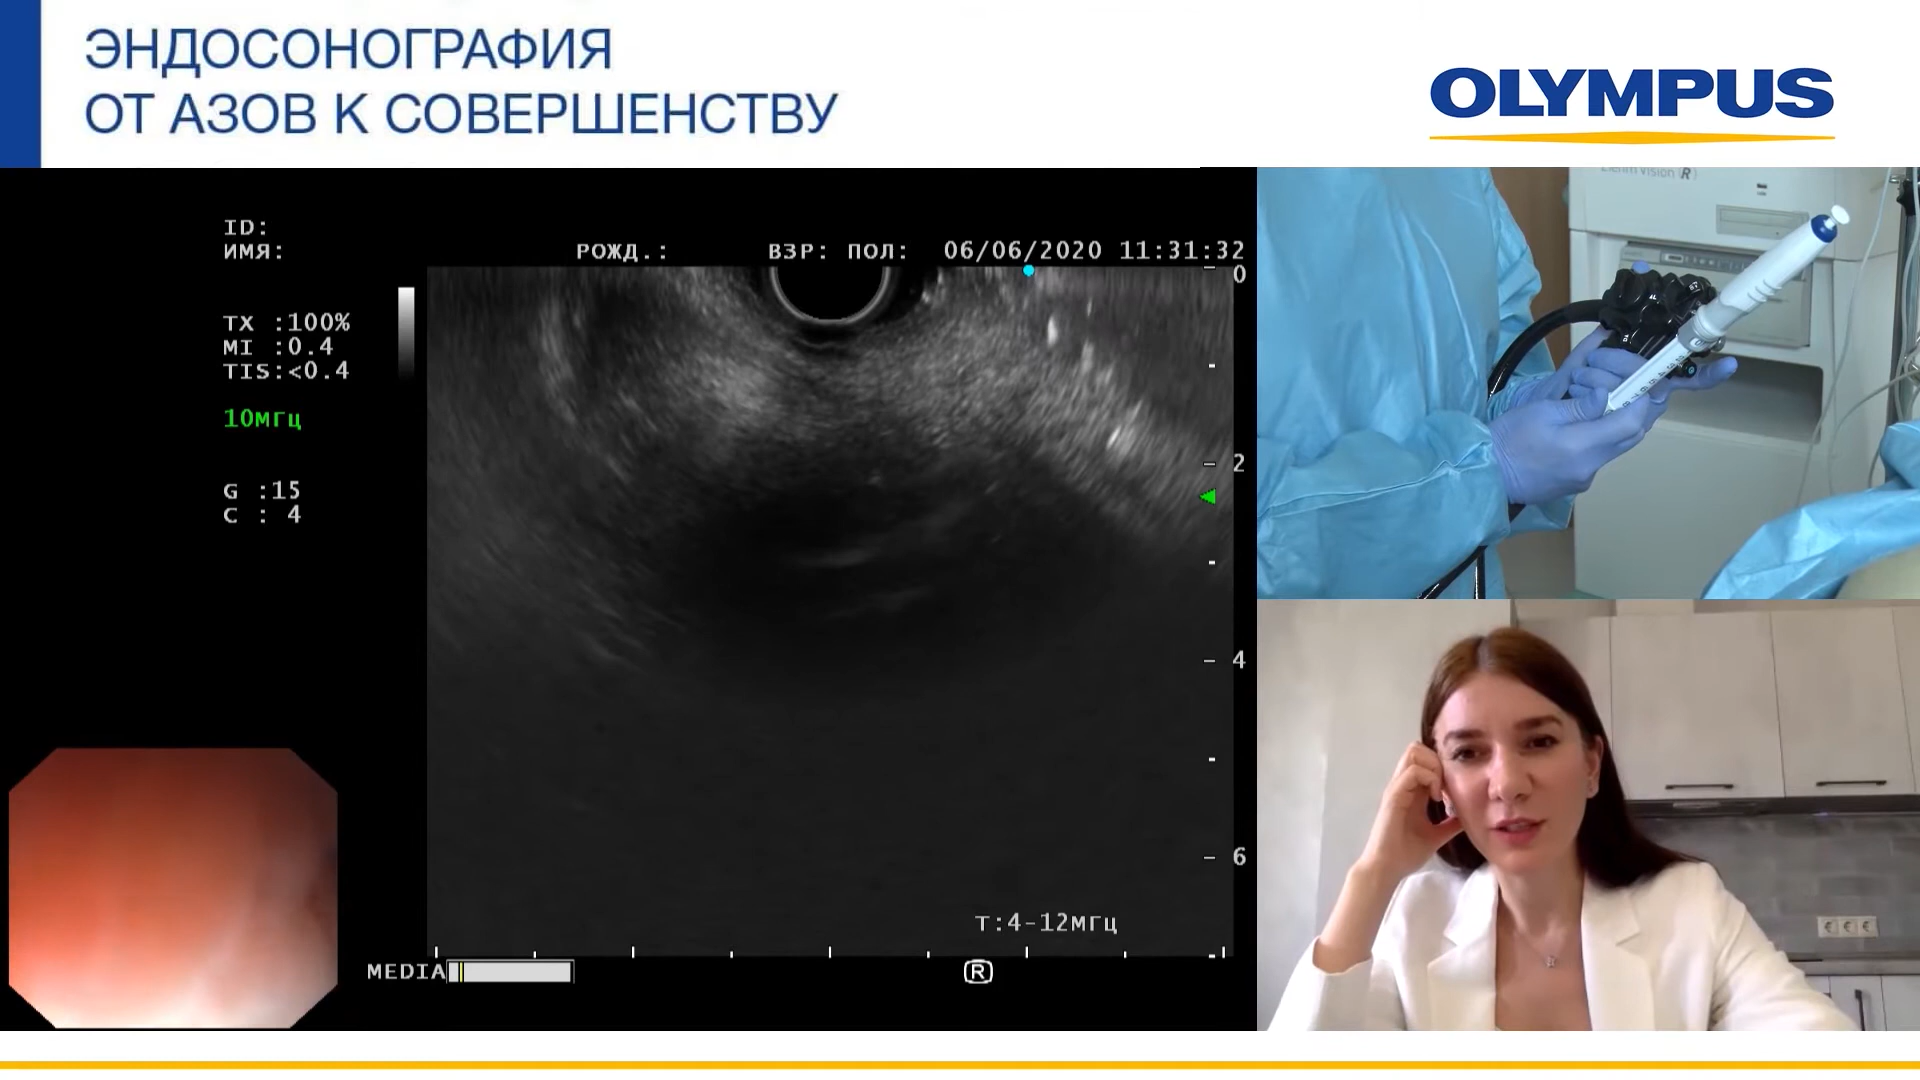 ЭНДОСОНОГРАФИЯ
ОТ АЗОВ К СОВЕРШЕНСТВУ
OLYMPUS
ID:
ИМЯ:
РОЖД.: ВЗР: ПОЛ: 06/06/2020 11:31:32
TX :100%
MI :0.4
TIS:<0.4
10мгц
G :15
C : 4
0
2
4
6
T:4-12мгц
MEDIA
R